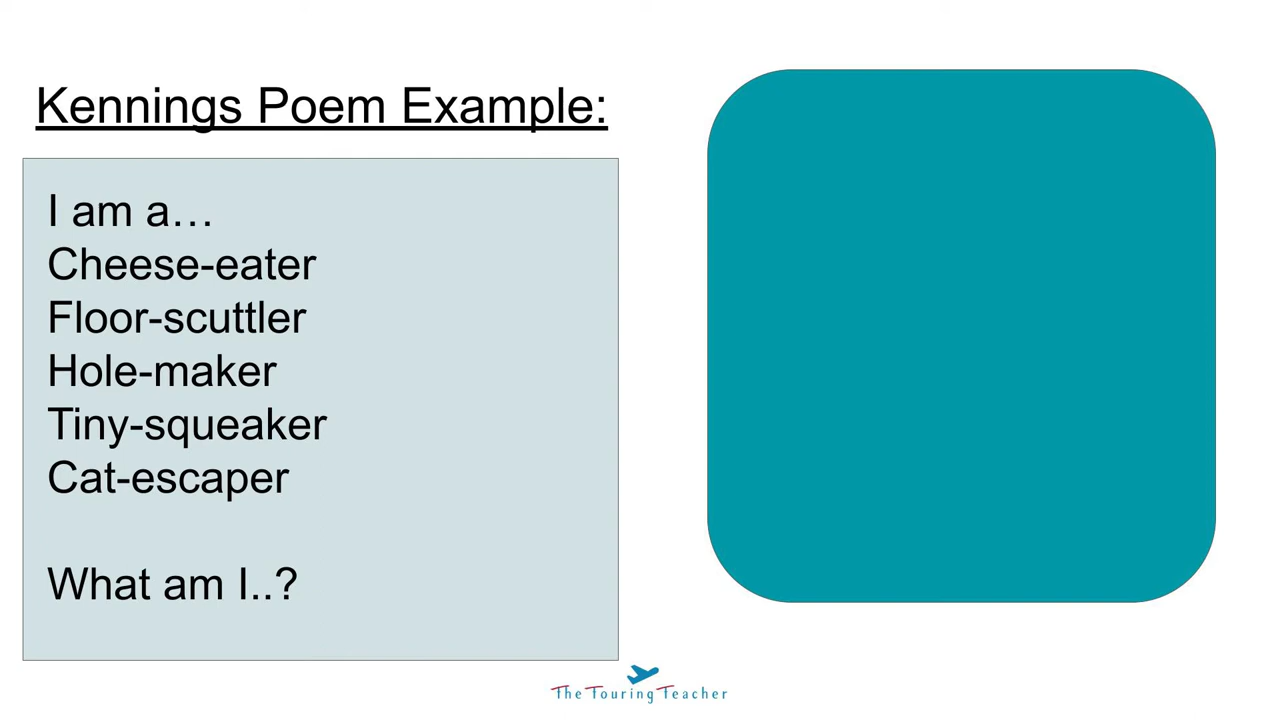 Kennings Poem Example:
I am a…
Cheese-eater
Floor-scuttler
Hole-maker
Tiny-squeaker
Cat-escaper
What am I..?
The Touring Teacher